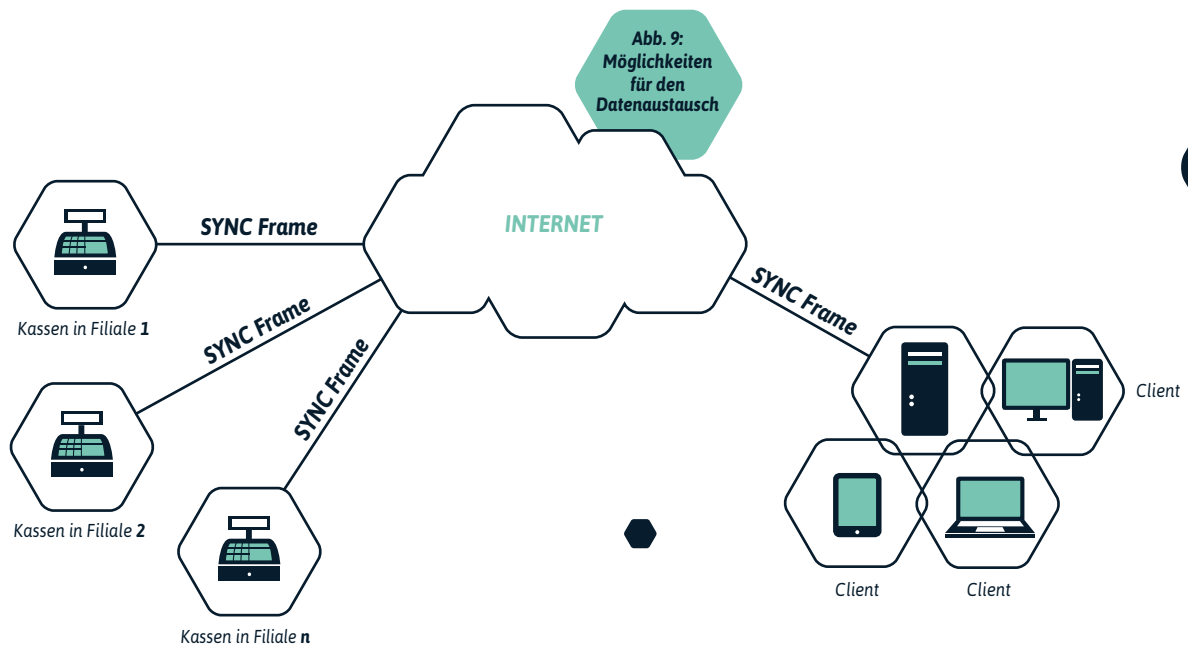 Abb. 9:
Möglichkeiten
für den
Datenaustausch
INTERNET
SYNC Frame
Kassen in Filiale 1
SYNC Frame
Kassen in Filiale 2
SYNC Frame
Kassen in Filiale n
SYNC Frame
Client
Client
Client